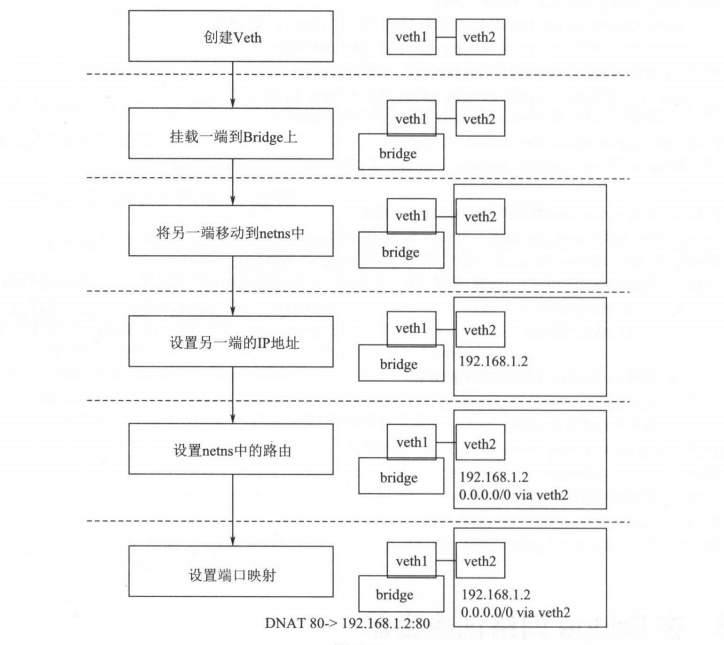 创建Veth
veth1
veth2
挂载一端到Bridge上
veth1
veth2
bridge
将另一端移动到netns中
veth1
veth2
bridge
设置另一端的IP地址
veth1
veth2
bridge
192.168.1.2
设置netns中的路由
veth1
veth2
bridge
192.168.1.2
0.0.0.0/0 via veth2
设置端口映射
veth1
veth2
bridge
192.168.1.2
0.0.0.0/0 via veth2
DNAT 80-> 192.168.1.2:80